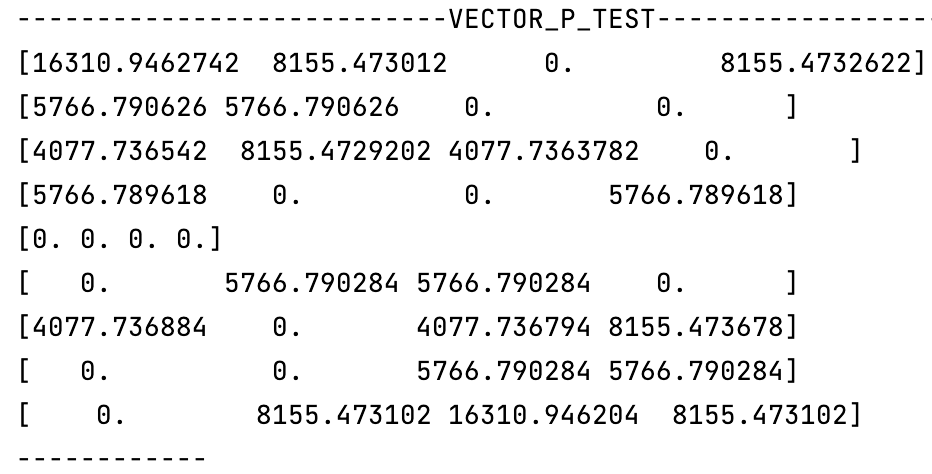 ---------------------------VECTOR_P_TEST------------------
[16310.9462742  8155.473012      0.         8155.4732622]
[5766.790626 5766.790626    0.          0.      ]
[4077.736542  8155.4729202 4077.7363782    0.       ]
[5766.789618    0.          0.       5766.789618]
[0. 0. 0. 0.]
[   0.       5766.790284 5766.790284    0.      ]
[4077.736884    0.       4077.736794 8155.473678]
[   0.          0.       5766.790284 5766.790284]
[    0.        8155.473102 16310.946204  8155.473102]
------------